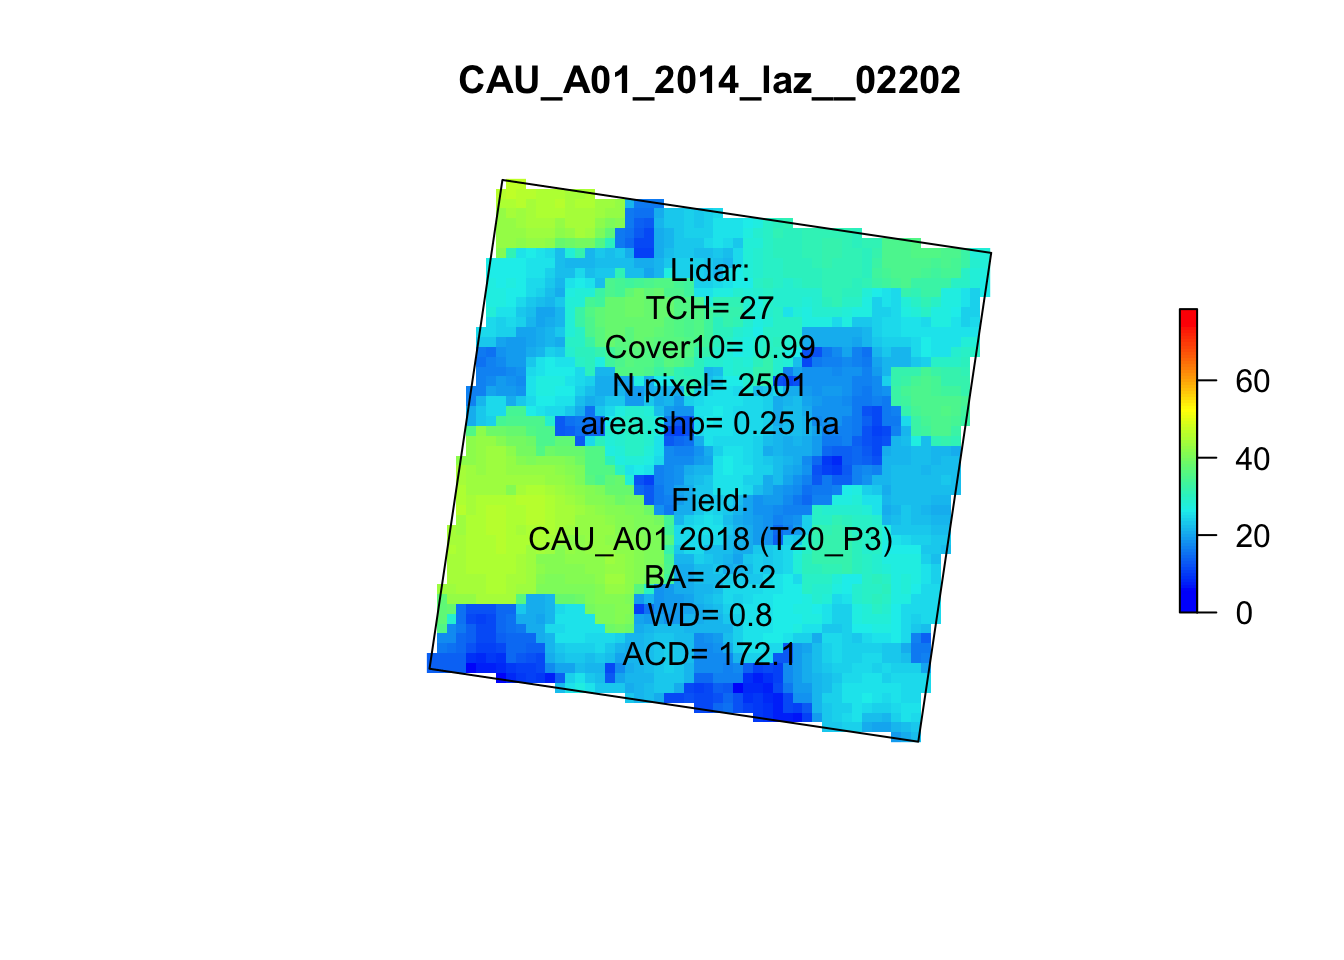 CAU_A01_2014_laz__02202
Lidar:
TCH= 27
Cover10= 0.99
N.pixel= 2501
area.shp= 0.25 ha
Field:
CAU_A01 2018 (T20_P3)
BA= 26.2
WD= 0.8
ACD= 172.1
60
40
20
0